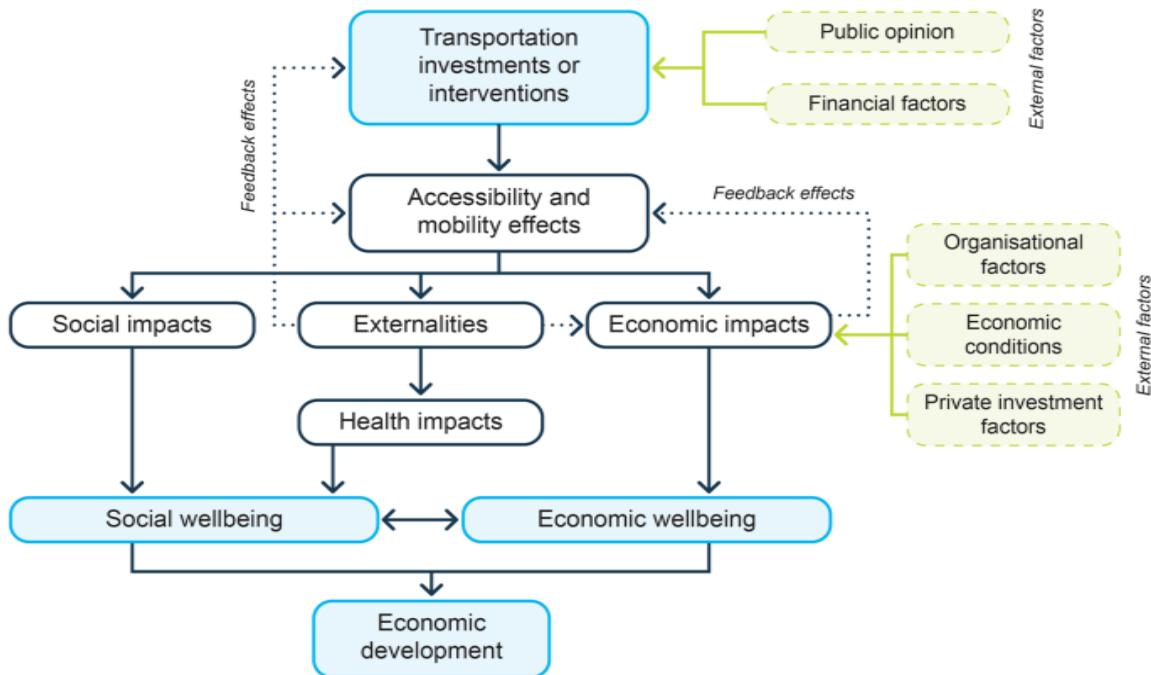 Transportation
investments or
interventions
Public opinion
Financial factors
External factors
Feedback effects
Accessibility and
mobility effects
Feedback effects
Organisational
factors
Economic
conditions
Private investment
factors
External factors
Social impacts
Externalities
Economic impacts
Health impacts
Social wellbeing
Economic wellbeing
Economic
development